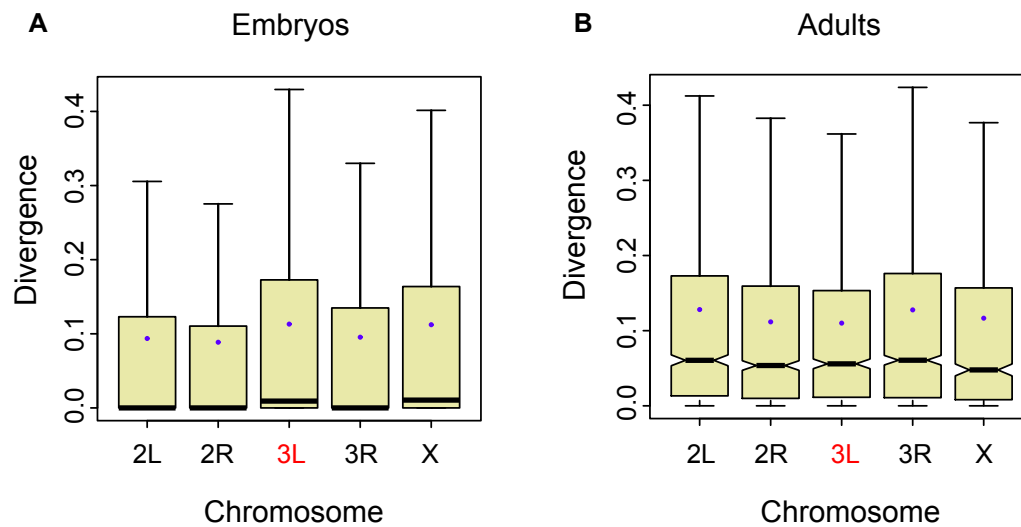 A Embryos
0.4
0.3
0.2
0.1
0.0
Divergence
2L 2R 3L 3R X
Chromosome
B Adults
0.4
0.3
0.2
0.1
0.0
Divergence
2L 2R 3L 3R X
Chromosome